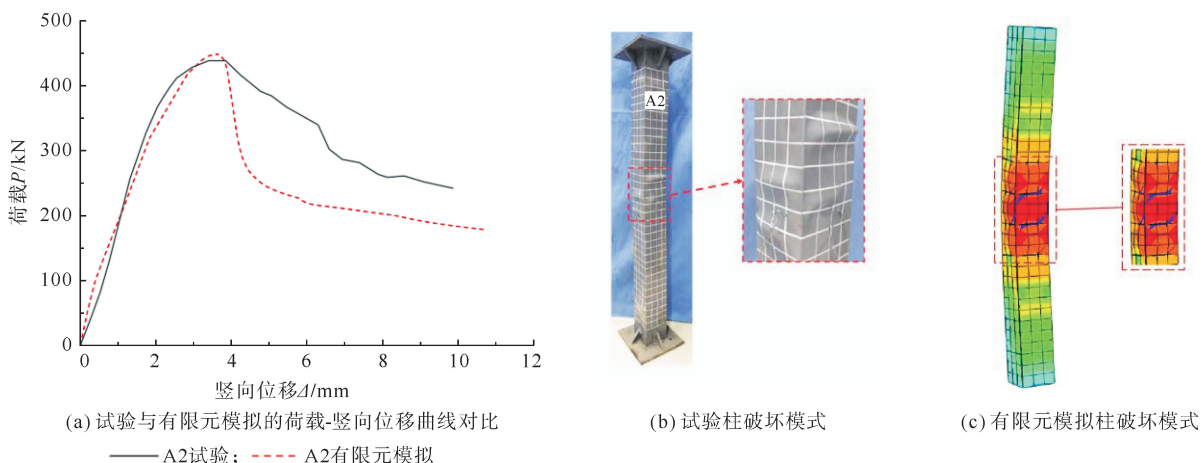 500
400
300
200
100
0
荷载P/kN
0 2 4 6 8 10 12
竖向位移Δ/mm
A2
(a) 试验与有限元模拟的荷载-竖向位移曲线对比
(b) 试验柱破坏模式
(c) 有限元模拟柱破坏模式
A2试验; A2有限元模拟